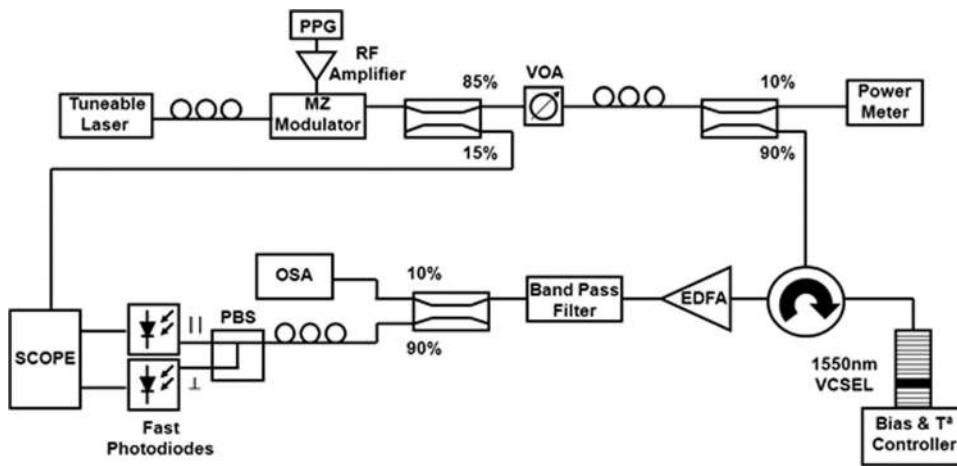 PPG
RF
Amplifier
Tuneable
Laser
MZ
Modulator
85%
15%
VOA
10%
90%
Power
Meter
OSA
10%
90%
Band Pass
Filter
EDFA
SCOPE
||
PBS
⊥
Fast
Photodiodes
1550nm
VCSEL
Bias & Tª
Controller